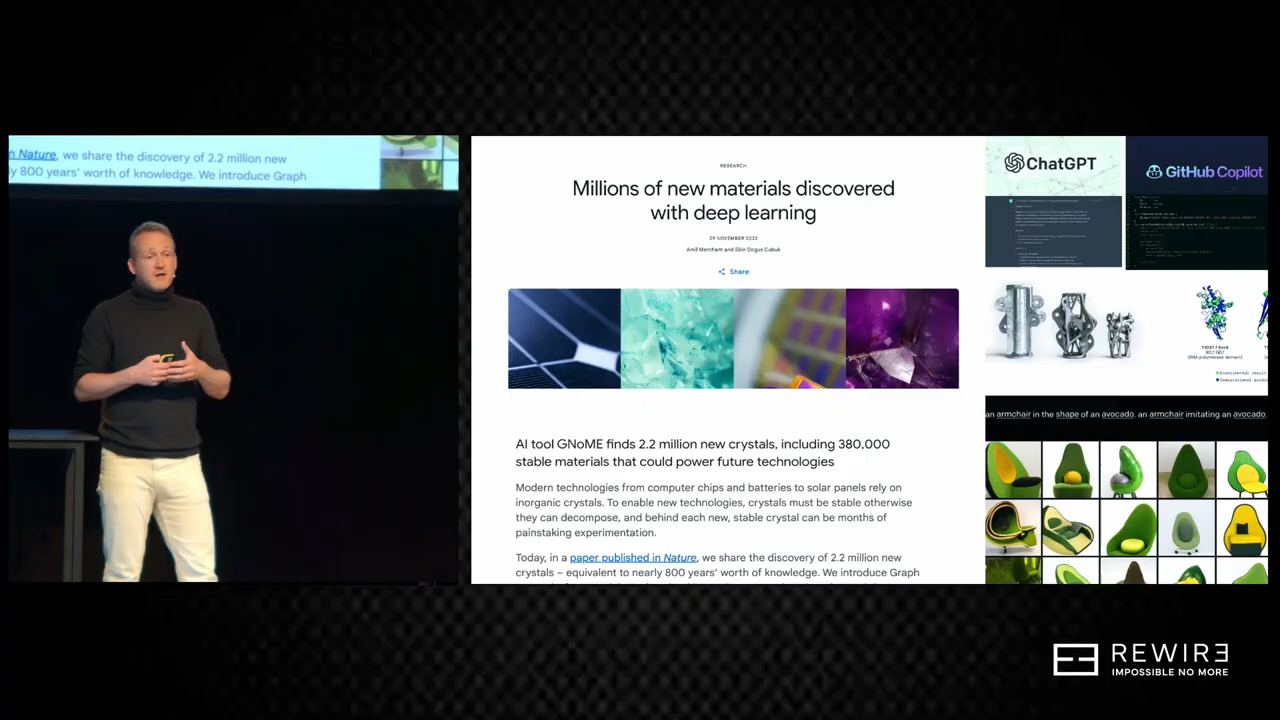 n Nature, we share the discovery of 2.2 million new
ly 800 years' worth of knowledge. We introduce Graph
RESEARCH
Millions of new materials discovered
with deep learning
29 NOVEMBER 2023
Amil Merchant and Ekin Dogus Cubuk
Share
AI tool GNoME finds 2.2 million new crystals, including 380,000
stable materials that could power future technologies
Modern technologies from computer chips and batteries to solar panels rely on
inorganic crystals. To enable new technologies, crystals must be stable otherwise
they can decompose, and behind each new, stable crystal can be months of
painstaking experimentation.
Today, in a paper published in Nature, we share the discovery of 2.2 million new
crystals – equivalent to nearly 800 years' worth of knowledge. We introduce Graph
ChatGPT
GitHub Copilot
(RNA polymerase domain)
Experimental result
an armchair in the shape of an avocado. an armchair imitating an avocado.
REWIRE
IMPOSSIBLE NO MORE